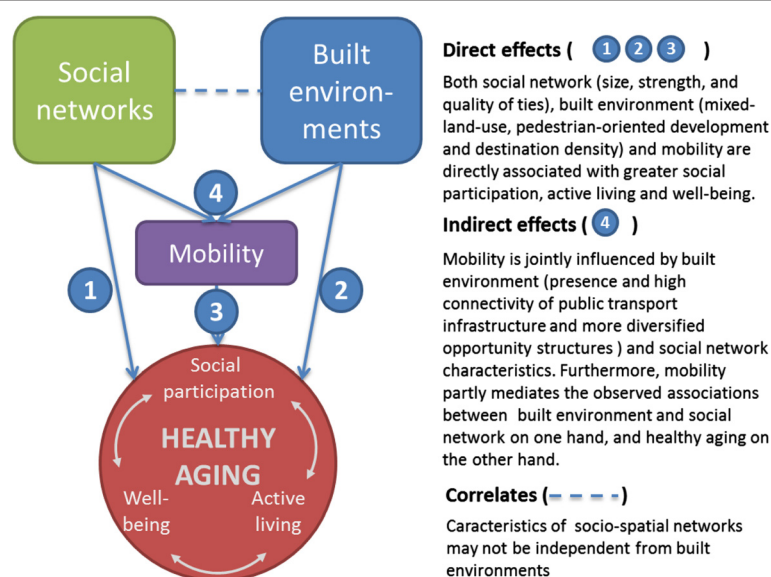 Social
networks
Built
environ-
ments
4
Mobility
1
2
3
Social
participation
HEALTHY
AGING
Well-
being
Active
living
Direct effects ( 1 2 3 )
Both social network (size, strength, and
quality of ties), built environment (mixed-
land-use, pedestrian-oriented development
and destination density) and mobility are
directly associated with greater social
participation, active living and well-being.
Indirect effects ( 4 )
Mobility is jointly influenced by built
environment (presence and high
connectivity of public transport
infrastructure and more diversified
opportunity structures ) and social network
characteristics. Furthermore, mobility
partly mediates the observed associations
between built environment and social
network on one hand, and healthy aging on
the other hand.
Correlates ( )
Caracteristics of socio-spatial networks
may not be independent from built
environments